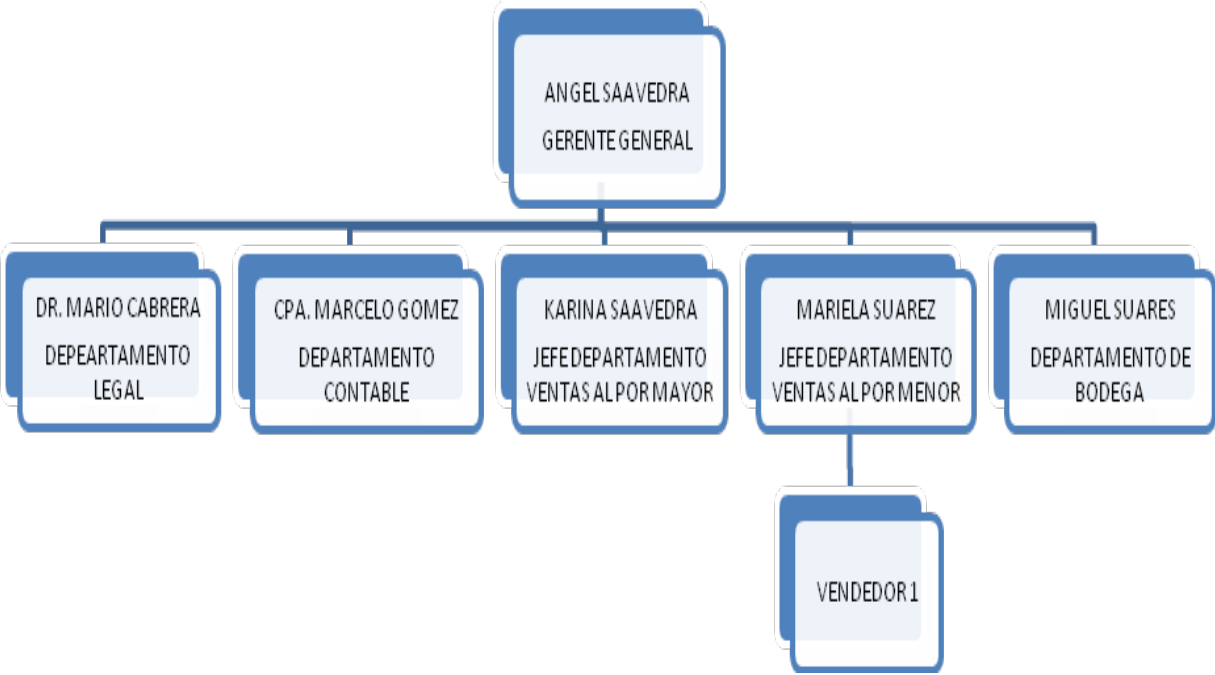 ANGEL SAAVEDRA
GERENTE GENERAL
DR. MARIO CABRERA
DEPEARTAMENTO
LEGAL
CPA. MARCELO GOMEZ
DEPARTAMENTO
CONTABLE
KARINA SAAVEDRA
JEFE DEPARTAMENTO
VENTAS AL POR MAYOR
MARIELA SUAREZ
JEFE DEPARTAMENTO
VENTAS AL POR MENOR
MIGUEL SUARES
DEPARTAMENTO DE
BODEGA
VENDEDOR 1